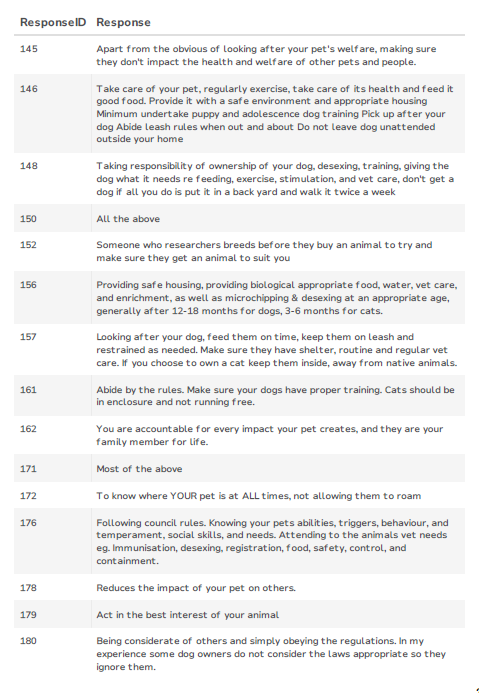 ResponseID Response
145 Apart from the obvious of looking after your pet's welfare, making sure
they don't impact the health and welfare of other pets and people.
146 Take care of your pet, regularly exercise, take care of its health and feed it
good food. Provide it with a safe environment and appropriate housing
Minimum undertake puppy and adolescence dog training Pick up after your
dog Abide leash rules when out and about Do not leave dog unattended
outside your home
148 Taking responsibility of ownership of your dog, desexing, training, giving the
dog what it needs re feeding, exercise, stimulation, and vet care, don't get a
dog if all you do is put it in a back yard and walk it twice a week
150 All the above
152 Someone who researchers breeds before they buy an animal to try and
make sure they get an animal to suit you
156 Providing safe housing, providing biological appropriate food, water, vet care,
and enrichment, as well as microchipping & desexing at an appropriate age,
generally after 12-18 months for dogs, 3-6 months for cats.
157 Looking after your dog, feed them on time, keep them on leash and
restrained as needed. Make sure they have shelter, routine and regular vet
care. If you choose to own a cat keep them inside, away from native animals.
161 Abide by the rules. Make sure your dogs have proper training. Cats should be
in enclosure and not running free.
162 You are accountable for every impact your pet creates, and they are your
family member for life.
171 Most of the above
172 To know where YOUR pet is at ALL times, not allowing them to roam
176 Following council rules. Knowing your pets abilities, triggers, behaviour, and
temperament, social skills, and needs. Attending to the animals vet needs
eg. Immunisation, desexing, registration, food, safety, control, and
containment.
178 Reduces the impact of your pet on others.
179 Act in the best interest of your animal
180 Being considerate of others and simply obeying the regulations. In my
experience some dog owners do not consider the laws appropriate so they
ignore them.